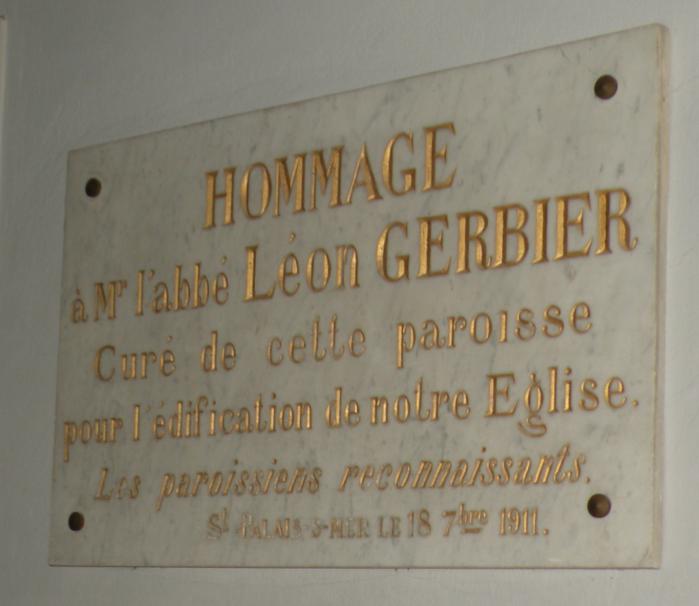 HOMMAGE
à Mr l'abbé Léon GERBIER
Curé de cette paroisse
pour l'édification de notre Eglise.
Les paroissiens reconnaissants.
St PALAIS-S-MER LE 18 7bre 1911.